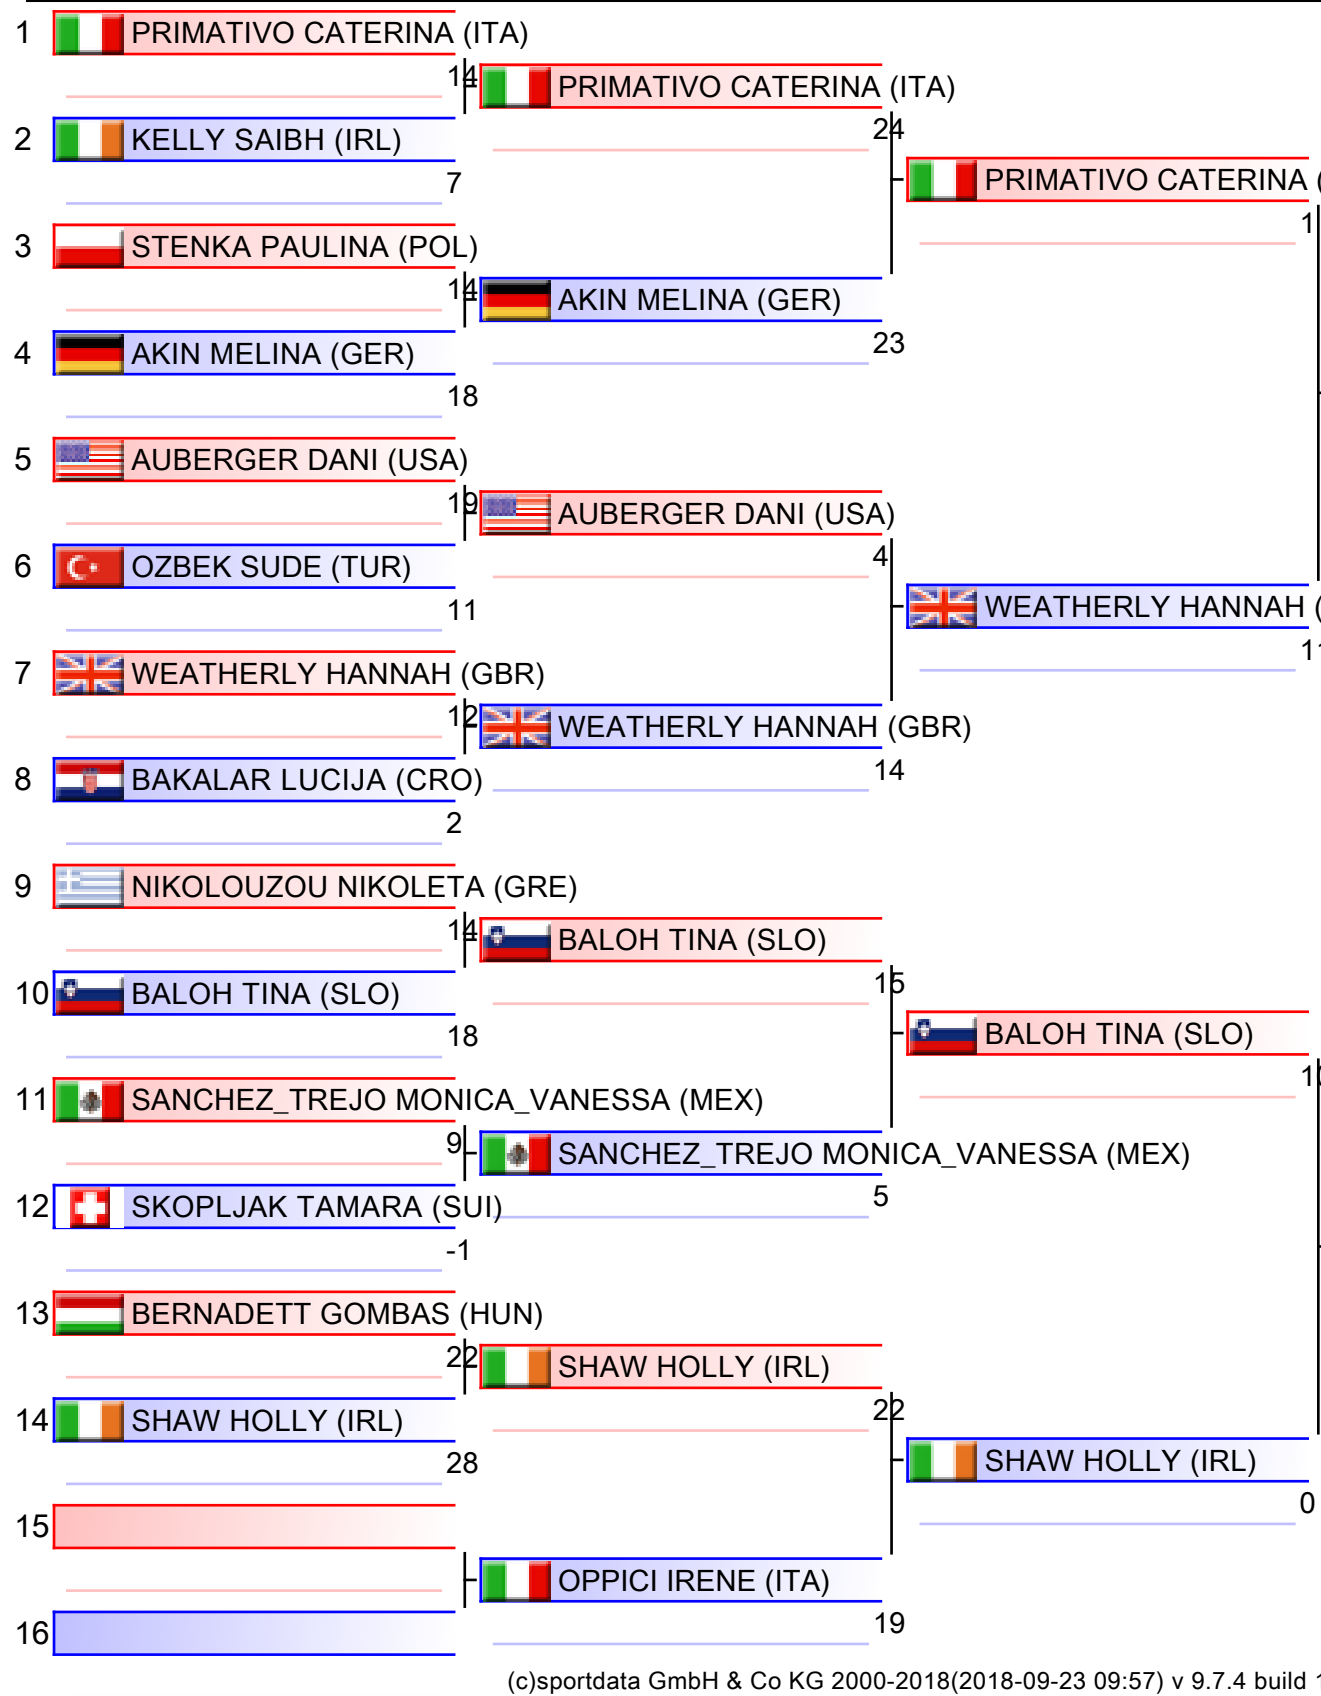 1 PRIMATIVO CATERINA (ITA)
14 PRIMATIVO CATERINA (ITA)
24
2 KELLY SAIBH (IRL)
PRIMATIVO CATERINA (
7
1
3 STENKA PAULINA (POL)
14 AKIN MELINA (GER)
23
4 AKIN MELINA (GER)
18
5 AUBERGER DANI (USA)
19 AUBERGER DANI (USA)
4
6 OZBEK SUDE (TUR)
WEATHERLY HANNAH (
11
11
7 WEATHERLY HANNAH (GBR)
12 WEATHERLY HANNAH (GBR)
14
8 BAKALAR LUCIJA (CRO)
2
9 NIKOLOUZOU NIKOLETA (GRE)
14 BALOH TINA (SLO)
15
10 BALOH TINA (SLO)
BALOH TINA (SLO)
18
10
11 SANCHEZ_TREJO MONICA_VANESSA (MEX)
9 SANCHEZ_TREJO MONICA_VANESSA (MEX)
5
12 SKOPLJAK TAMARA (SUI)
-1
13 BERNADETT GOMBAS (HUN)
22 SHAW HOLLY (IRL)
22
14 SHAW HOLLY (IRL)
SHAW HOLLY (IRL)
28
0
15
OPPICI IRENE (ITA)
19
16
(c)sportdata GmbH & Co KG 2000-2018(2018-09-23 09:57) v 9.7.4 build 1